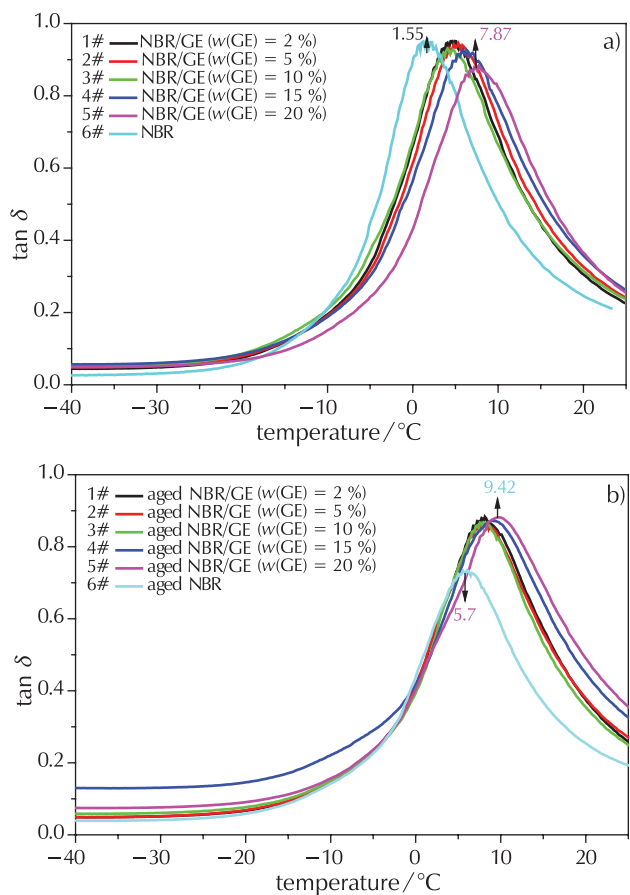 1.55
7.87
a)
1# NBR/GE (w(GE) = 2 %)
2# NBR/GE (w(GE) = 5 %)
3# NBR/GE (w(GE) = 10 %)
4# NBR/GE (w(GE) = 15 %)
5# NBR/GE (w(GE) = 20 %)
6# NBR
1.0
0.8
0.6
0.4
0.2
0.0
tan δ
−40 −30 −20 −10 0 10 20
temperature/°C
b)
9.42
1# aged NBR/GE (w(GE) = 2 %)
2# aged NBR/GE (w(GE) = 5 %)
3# aged NBR/GE (w(GE) = 10 %)
4# aged NBR/GE (w(GE) = 15 %)
5# aged NBR/GE (w(GE) = 20 %)
6# aged NBR
5.7
1.0
0.8
0.6
0.4
0.2
0.0
tan δ
−40 −30 −20 −10 0 10 20
temperature/°C